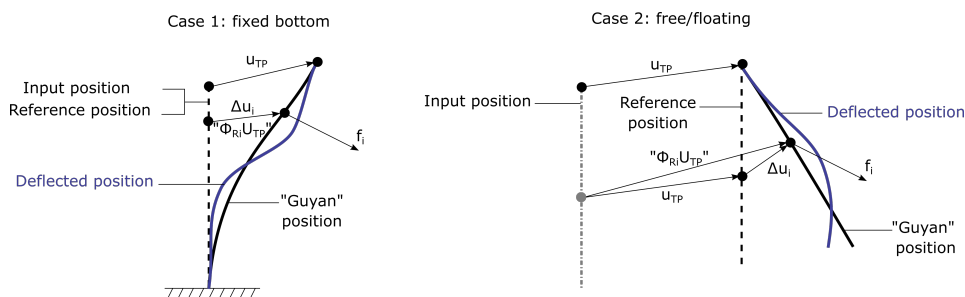 Case 1: fixed bottom
u_TP
Input position
Reference position
Δu_i
"Φ_Ri U_TP"
f_i
Deflected position
"Guyan"
position
Case 2: free/floating
u_TP
Input position
Reference
position
Deflected position
"Φ_Ri U_TP"
Δu_i
f_i
u_TP
"Guyan"
position